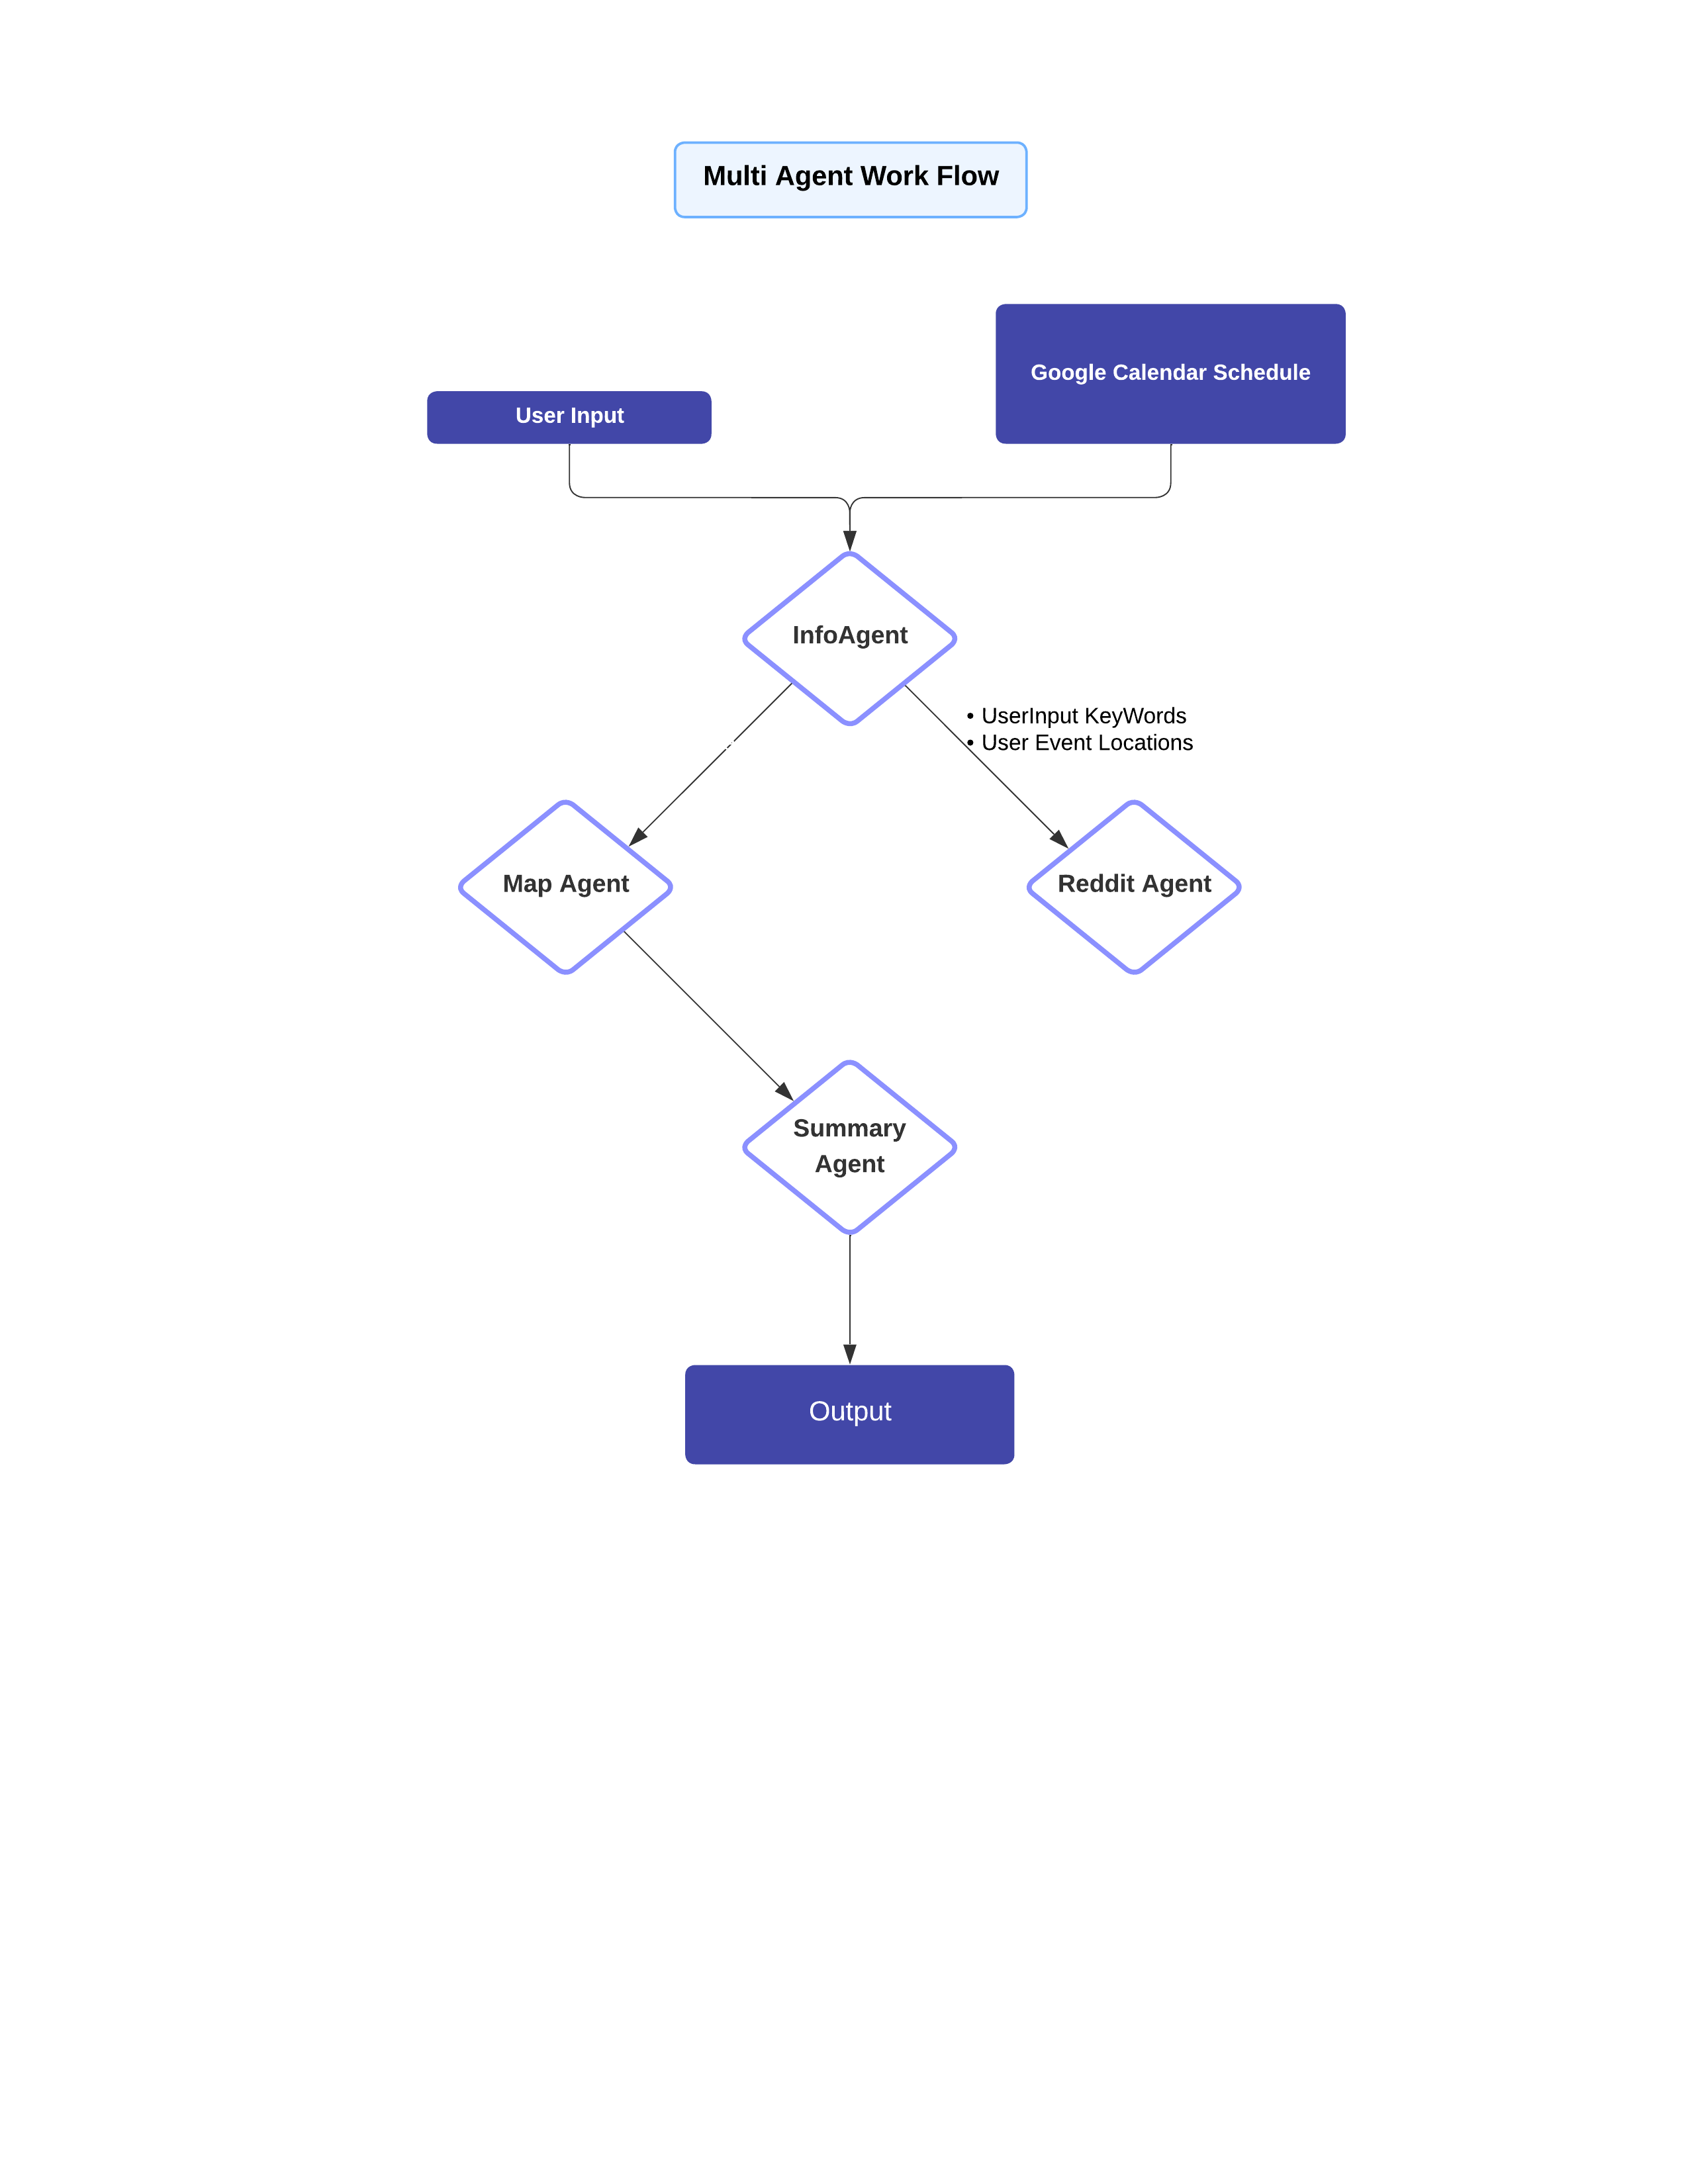 Multi Agent Work Flow
Google Calendar Schedule
User Input
InfoAgent
• UserInput KeyWords
• User Event Locations
Map Agent
Reddit Agent
Summary
Agent
Output